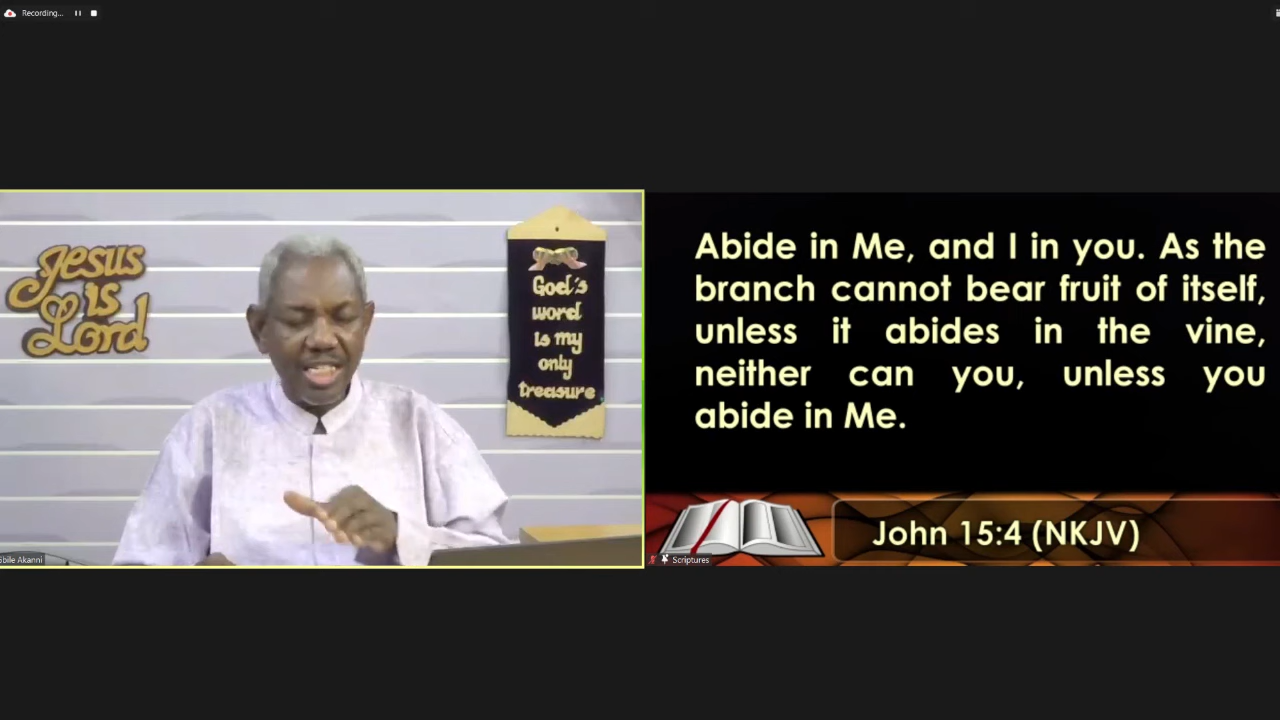 Recording...
Jesus
is
Lord
God's
word
is my
only
treasure
Abide in Me, and I in you. As the
branch cannot bear fruit of itself,
unless it abides in the vine,
neither can you, unless you
abide in Me.
John 15:4 (NKJV)
Akanni
Scriptures